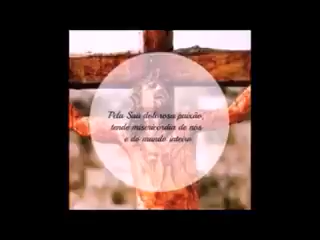 Pela Sua dolorosa paixão,
tende misericórdia de nós
e do mundo inteiro